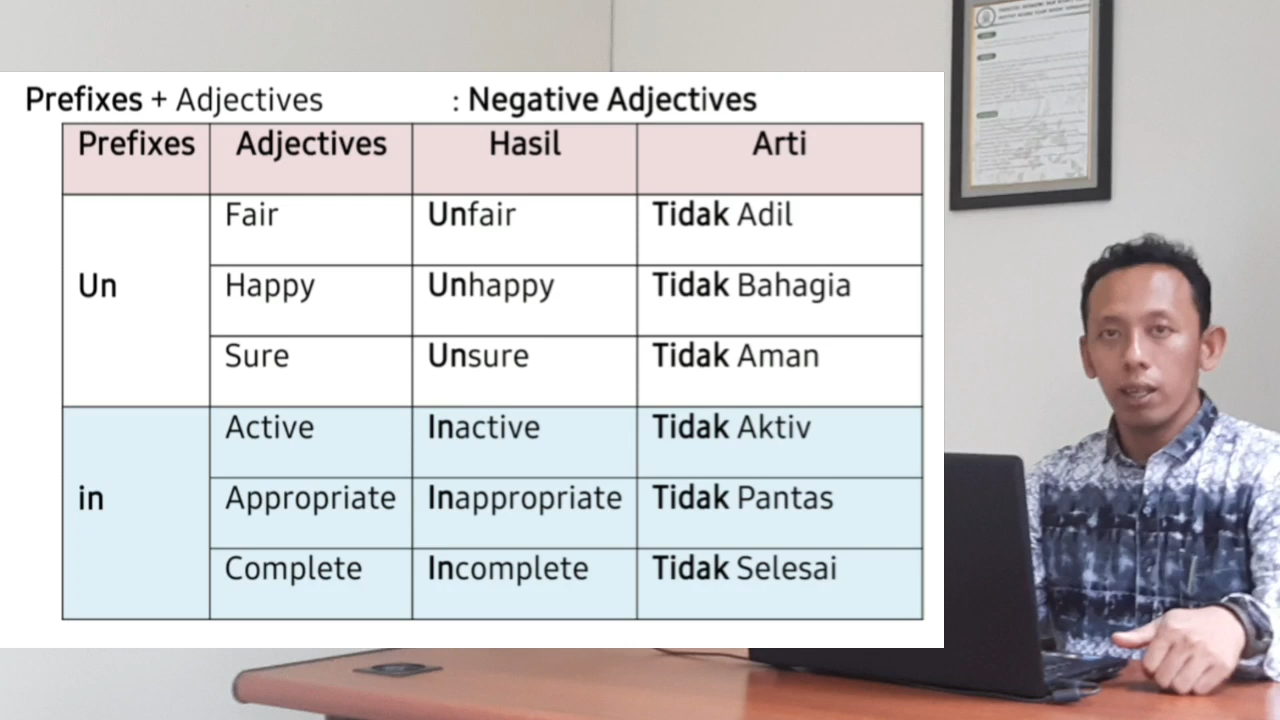 Prefixes + Adjectives : Negative Adjectives
Prefixes Adjectives Hasil Arti
Un
Fair Unfair Tidak Adil
Happy Unhappy Tidak Bahagia
Sure Unsure Tidak Aman
in
Active Inactive Tidak Aktiv
Appropriate Inappropriate Tidak Pantas
Complete Incomplete Tidak Selesai